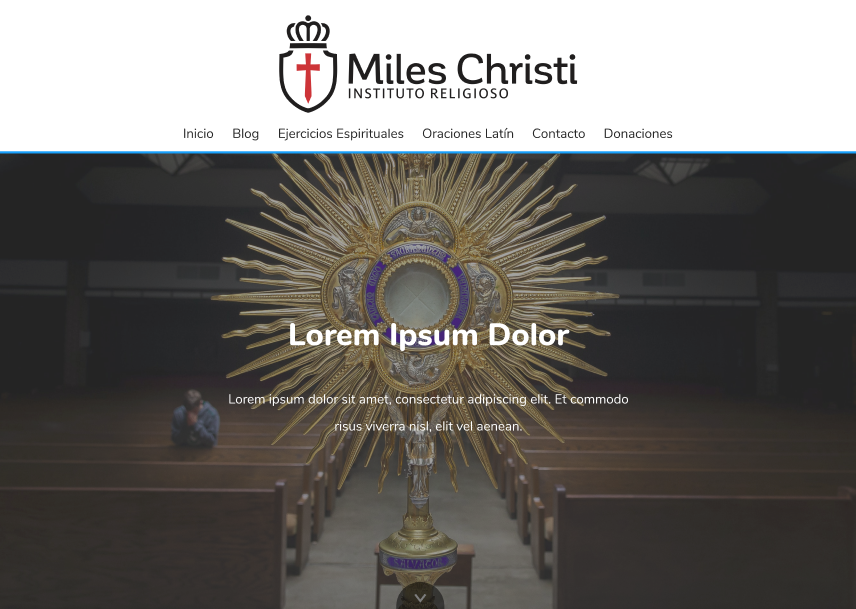 Miles Christi
INSTITUTO RELIGIOSO
Inicio Blog Ejercicios Espirituales Oraciones Latín Contacto Donaciones
Lorem Ipsum Dolor
Lorem ipsum dolor sit amet, consectetur adipiscing elit. Et commodo
risus viverra nisl, elit vel aenean.
SALVADOR